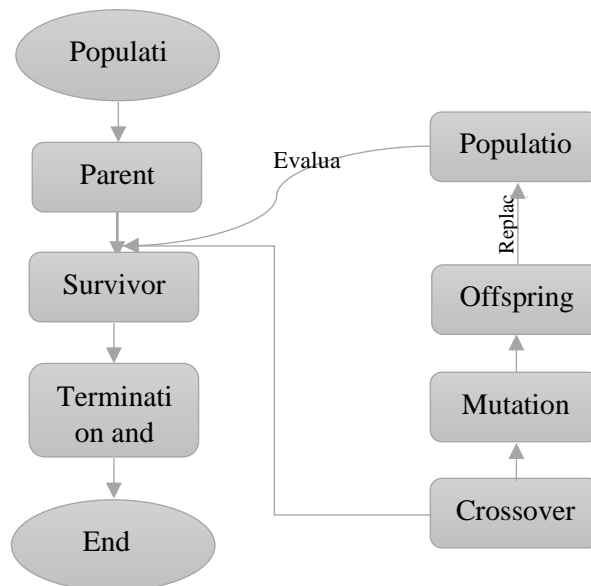 Populati
Parent
Survivor
Terminati
on and
End
Evalua
Populatio
Replac
Offspring
Mutation
Crossover